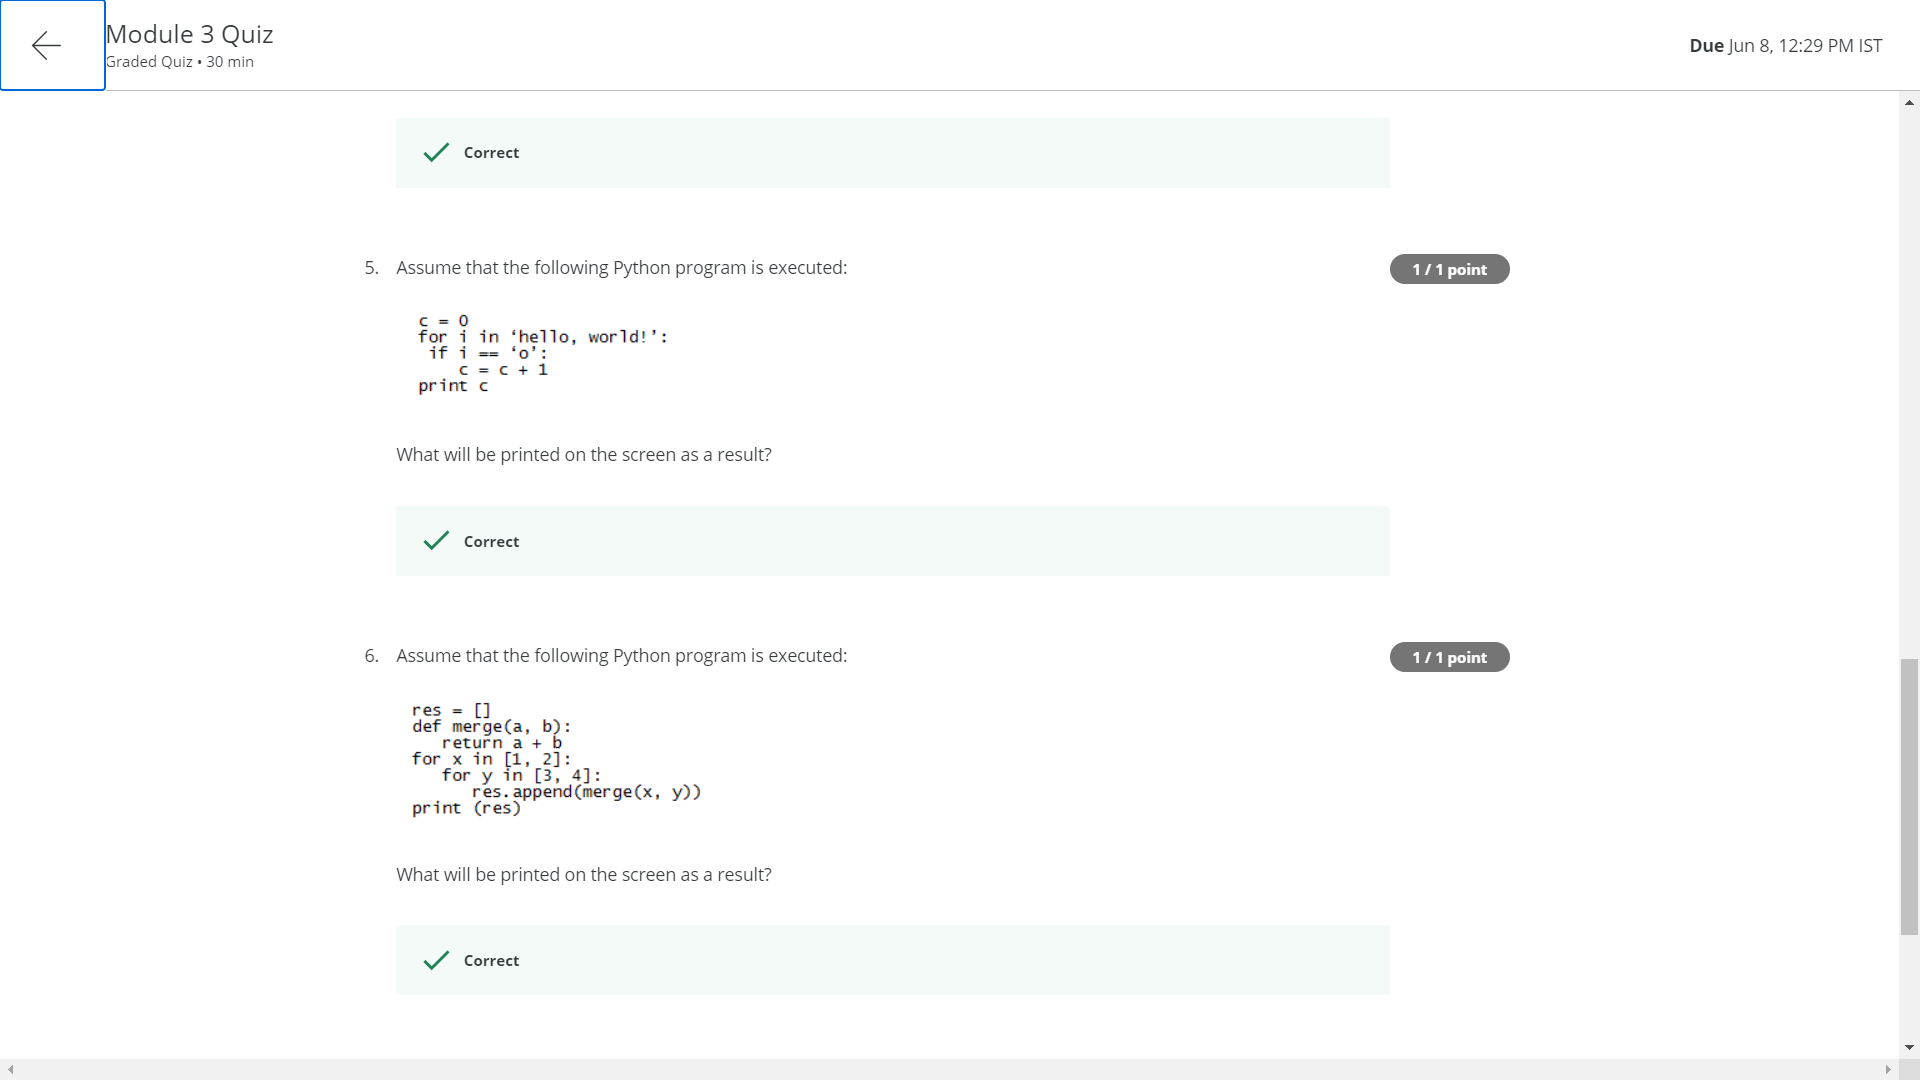 Module 3 Quiz
Graded Quiz • 30 min
Due Jun 8, 12:29 PM IST
Correct
5. Assume that the following Python program is executed:
1 / 1 point
c = 0
for i in ‘hello, world!’:
 if i == ‘o’:
    c = c + 1
print c
What will be printed on the screen as a result?
Correct
6. Assume that the following Python program is executed:
1 / 1 point
res = []
def merge(a, b):
   return a + b
for x in [1, 2]:
   for y in [3, 4]:
      res.append(merge(x, y))
print (res)
What will be printed on the screen as a result?
Correct